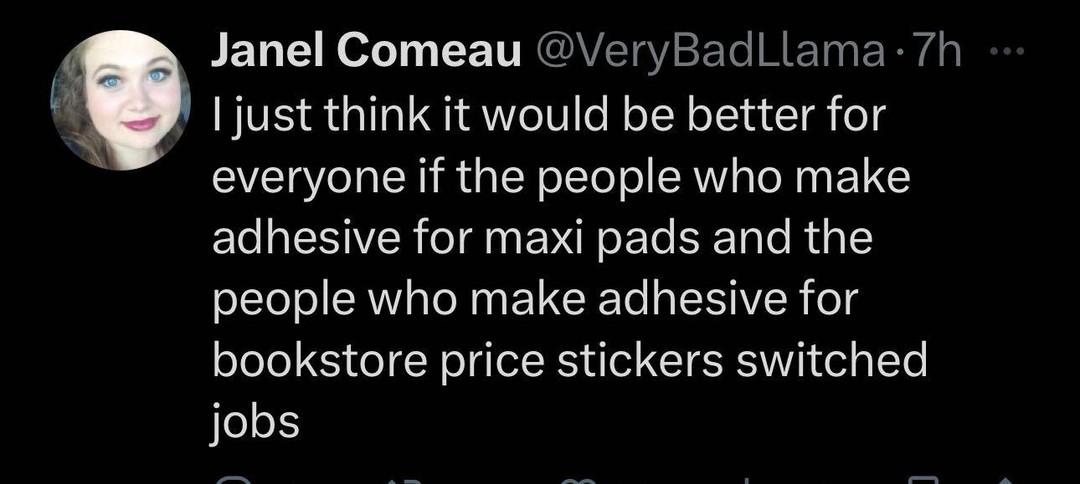 Janel Comeau @VeryBadLlama · 7h ...
I just think it would be better for
everyone if the people who make
adhesive for maxi pads and the
people who make adhesive for
bookstore price stickers switched
jobs